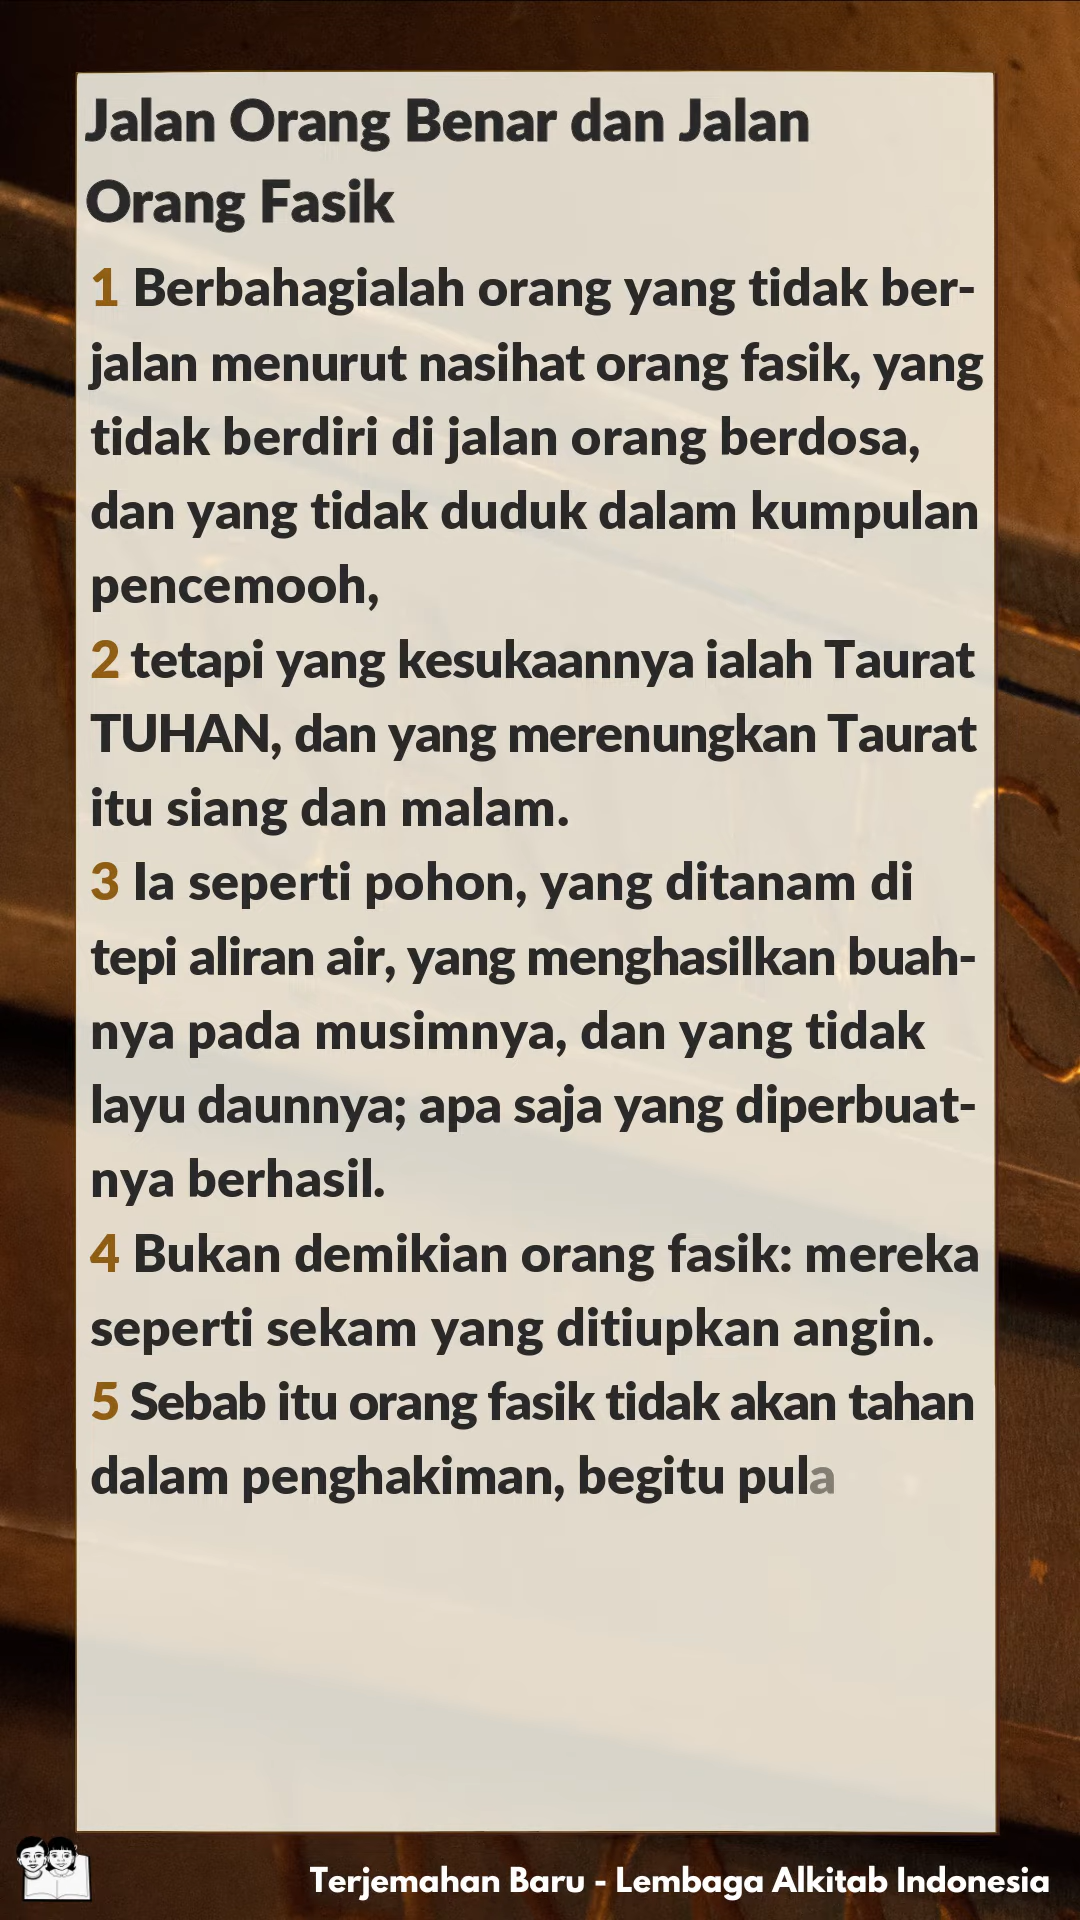 Jalan Orang Benar dan Jalan
Orang Fasik
1 Berbahagialah orang yang tidak ber-
jalan menurut nasihat orang fasik, yang
tidak berdiri di jalan orang berdosa,
dan yang tidak duduk dalam kumpulan
pencemooh,
2 tetapi yang kesukaannya ialah Taurat
TUHAN, dan yang merenungkan Taurat
itu siang dan malam.
3 Ia seperti pohon, yang ditanam di
tepi aliran air, yang menghasilkan buah-
nya pada musimnya, dan yang tidak
layu daunnya; apa saja yang diperbuat-
nya berhasil.
4 Bukan demikian orang fasik: mereka
seperti sekam yang ditiupkan angin.
5 Sebab itu orang fasik tidak akan tahan
dalam penghakiman, begitu pula
Terjemahan Baru - Lembaga Alkitab Indonesia